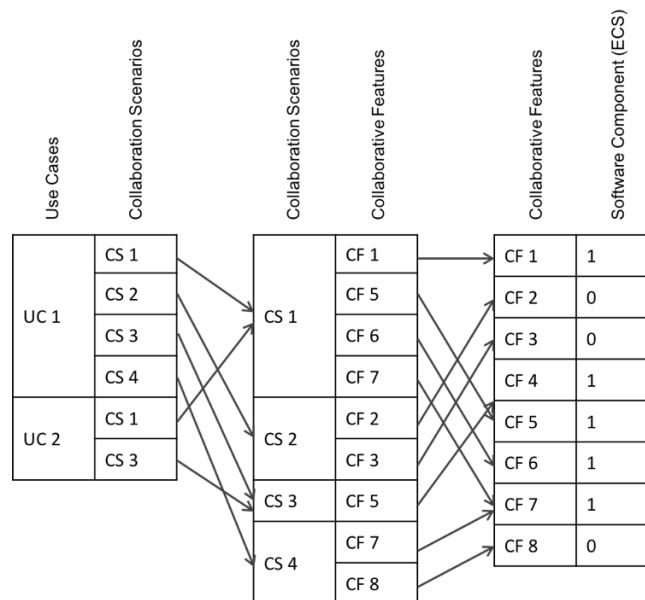 Use Cases
Collaboration Scenarios
Collaboration Scenarios
Collaborative Features
Collaborative Features
Software Component (ECS)
UC 1
CS 1
CS 2
CS 3
CS 4
UC 2
CS 1
CS 3
CS 1
CF 1
CF 5
CF 6
CF 7
CS 2
CF 2
CF 3
CS 3
CF 5
CS 4
CF 7
CF 8
CF 1 1
CF 2 0
CF 3 0
CF 4 1
CF 5 1
CF 6 1
CF 7 1
CF 8 0